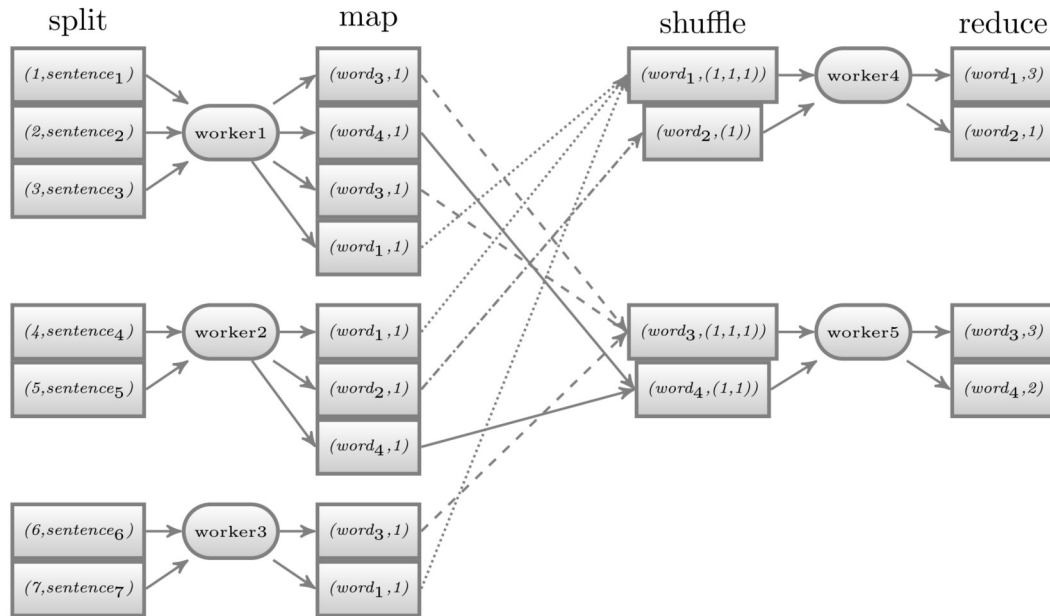 split
map
shuffle
reduce
(1,sentence₁)
(2,sentence₂)
(3,sentence₃)
worker1
(word₃,1)
(word₄,1)
(word₃,1)
(word₁,1)
(word₁,(1,1,1))
(word₂,(1))
worker4
(word₁,3)
(word₂,1)
(4,sentence₄)
(5,sentence₅)
worker2
(word₁,1)
(word₂,1)
(word₄,1)
(word₃,(1,1,1))
(word₄,(1,1))
worker5
(word₃,3)
(word₄,2)
(6,sentence₆)
(7,sentence₇)
worker3
(word₃,1)
(word₁,1)